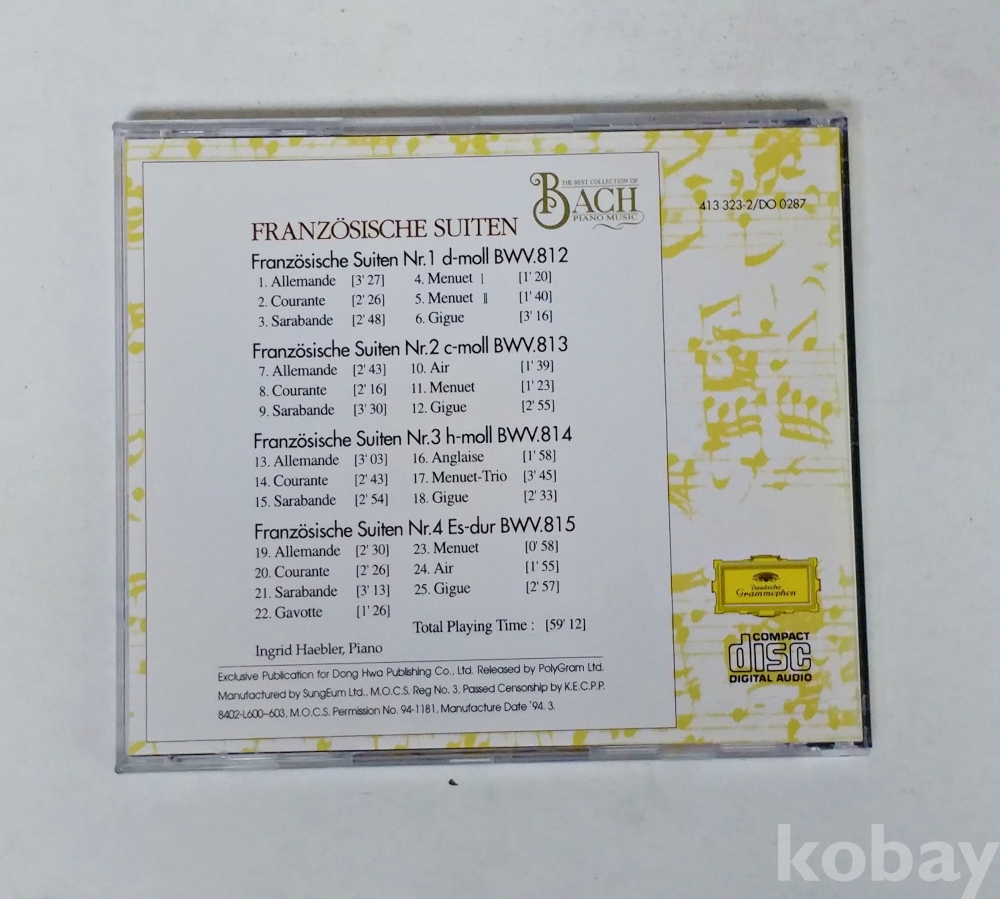 THE BEST COLLECTION OF
BACH
PIANO MUSIC
413 323-2/DO 0287
FRANZÖSISCHE SUITEN
Französische Suiten Nr.1 d-moll BWV.812
1. Allemande [3' 27] 4. Menuet I [1' 20]
2. Courante [2' 26] 5. Menuet II [1' 40]
3. Sarabande [2' 48] 6. Gigue [3' 16]
Französische Suiten Nr.2 c-moll BWV.813
7. Allemande [2' 43] 10. Air [1' 39]
8. Courante [2' 16] 11. Menuet [1' 23]
9. Sarabande [3' 30] 12. Gigue [2' 55]
Französische Suiten Nr.3 h-moll BWV.814
13. Allemande [3' 03] 16. Anglaise [1' 58]
14. Courante [2' 43] 17. Menuet-Trio [3' 45]
15. Sarabande [2' 54] 18. Gigue [2' 33]
Französische Suiten Nr.4 Es-dur BWV.815
19. Allemande [2' 30] 23. Menuet [0' 58]
20. Courante [2' 26] 24. Air [1' 55]
21. Sarabande [3' 13] 25. Gigue [2' 57]
22. Gavotte [1' 26]
Total Playing Time : [59' 12]
Ingrid Haebler, Piano
Exclusive Publication for Dong Hwa Publishing Co., Ltd. Released by PolyGram Ltd.
Manufactured by SungEum Ltd., M.O.C.S. Reg No. 3, Passed Censorship by K.E.C.P.P.
8402-L600~603, M.O.C.S. Permission No. 94-1181, Manufacture Date '94. 3.
Deutsche
Grammophon
COMPACT
disc
DIGITAL AUDIO
kobay